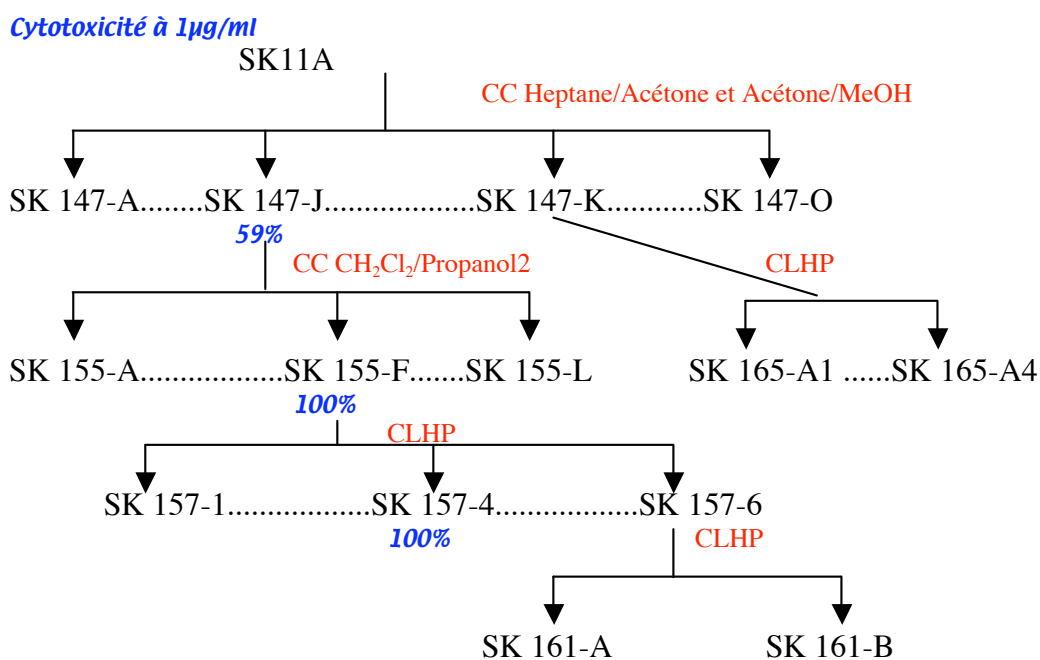 Cytotoxicité à 1µg/ml
SK11A
CC Heptane/Acétone et Acétone/MeOH
SK 147-A........SK 147-J...................SK 147-K............SK 147-O
59%
CC CH₂Cl₂/Propanol2
CLHP
SK 155-A.................SK 155-F......SK 155-L
SK 165-A1 ......SK 165-A4
100%
CLHP
SK 157-1.................SK 157-4.................SK 157-6
100%
CLHP
SK 161-A
SK 161-B